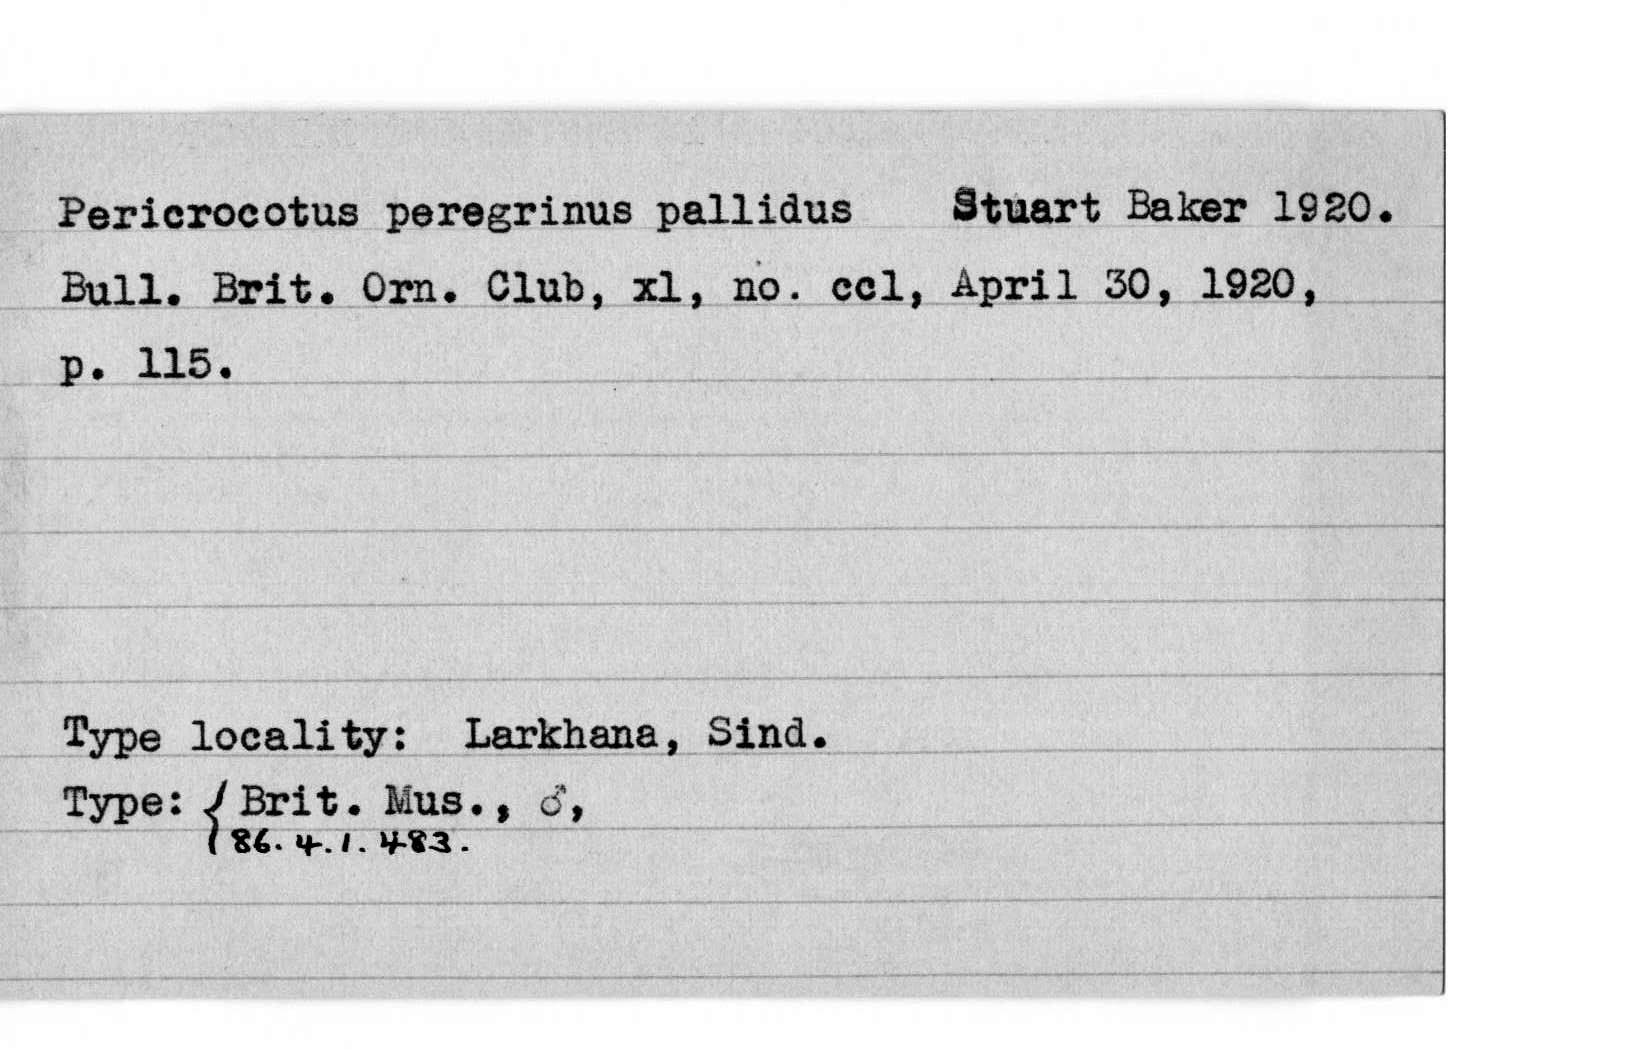 Pericrocotus peregrinus pallidus Stuart Baker 1920.
Bull. Brit. Orn. Club, xl, no. ccl, April 30, 1920,
p. 115.
Type locality: Larkhana, Sind.
Type: { Brit. Mus., ♂,
86. 4. 1. 483.